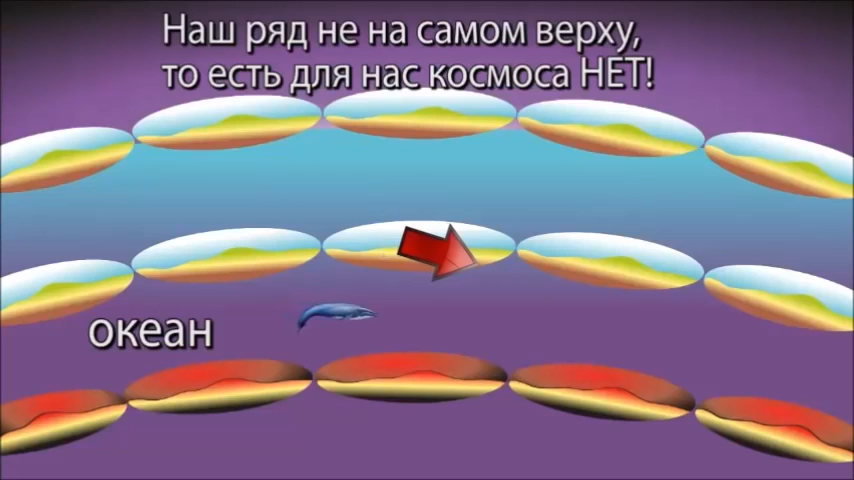 Наш ряд не на самом верху,
то есть для нас космоса НЕТ!
океан